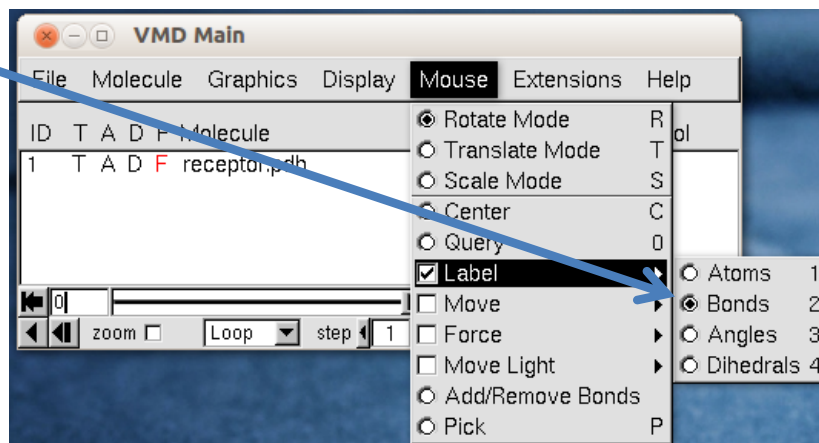 VMD Main
File Molecule Graphics Display Mouse Extensions Help
ID T A D F Molecule ol
1 T A D F receptor.pdb
Rotate Mode R
Translate Mode T
Scale Mode S
Center C
Query 0
Label
Move
Force
Move Light
Add/Remove Bonds
Pick P
Atoms 1
Bonds 2
Angles 3
Dihedrals 4
0
zoom Loop step 1